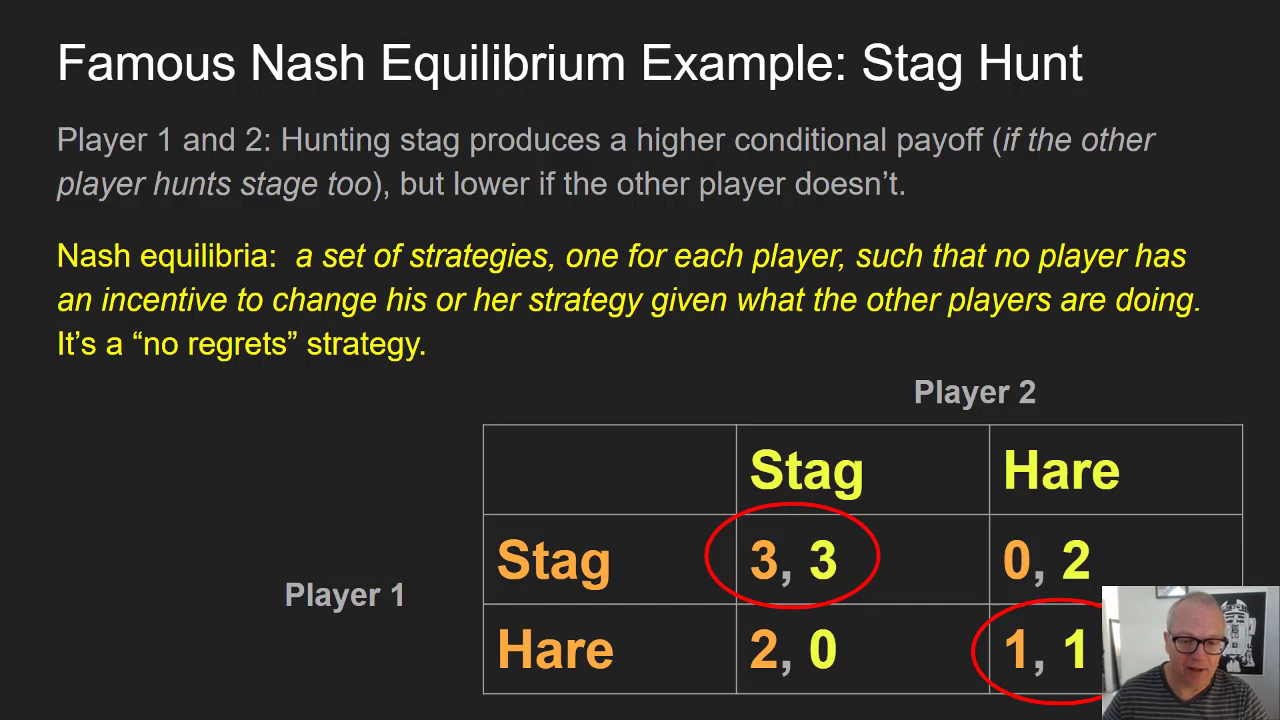 Famous Nash Equilibrium Example: Stag Hunt
Player 1 and 2: Hunting stag produces a higher conditional payoff (if the other
player hunts stage too), but lower if the other player doesn’t.
Nash equilibria: a set of strategies, one for each player, such that no player has
an incentive to change his or her strategy given what the other players are doing.
It’s a “no regrets” strategy.
Player 2
Stag Hare
Stag 3, 3 0, 2
Player 1
Hare 2, 0 1, 1